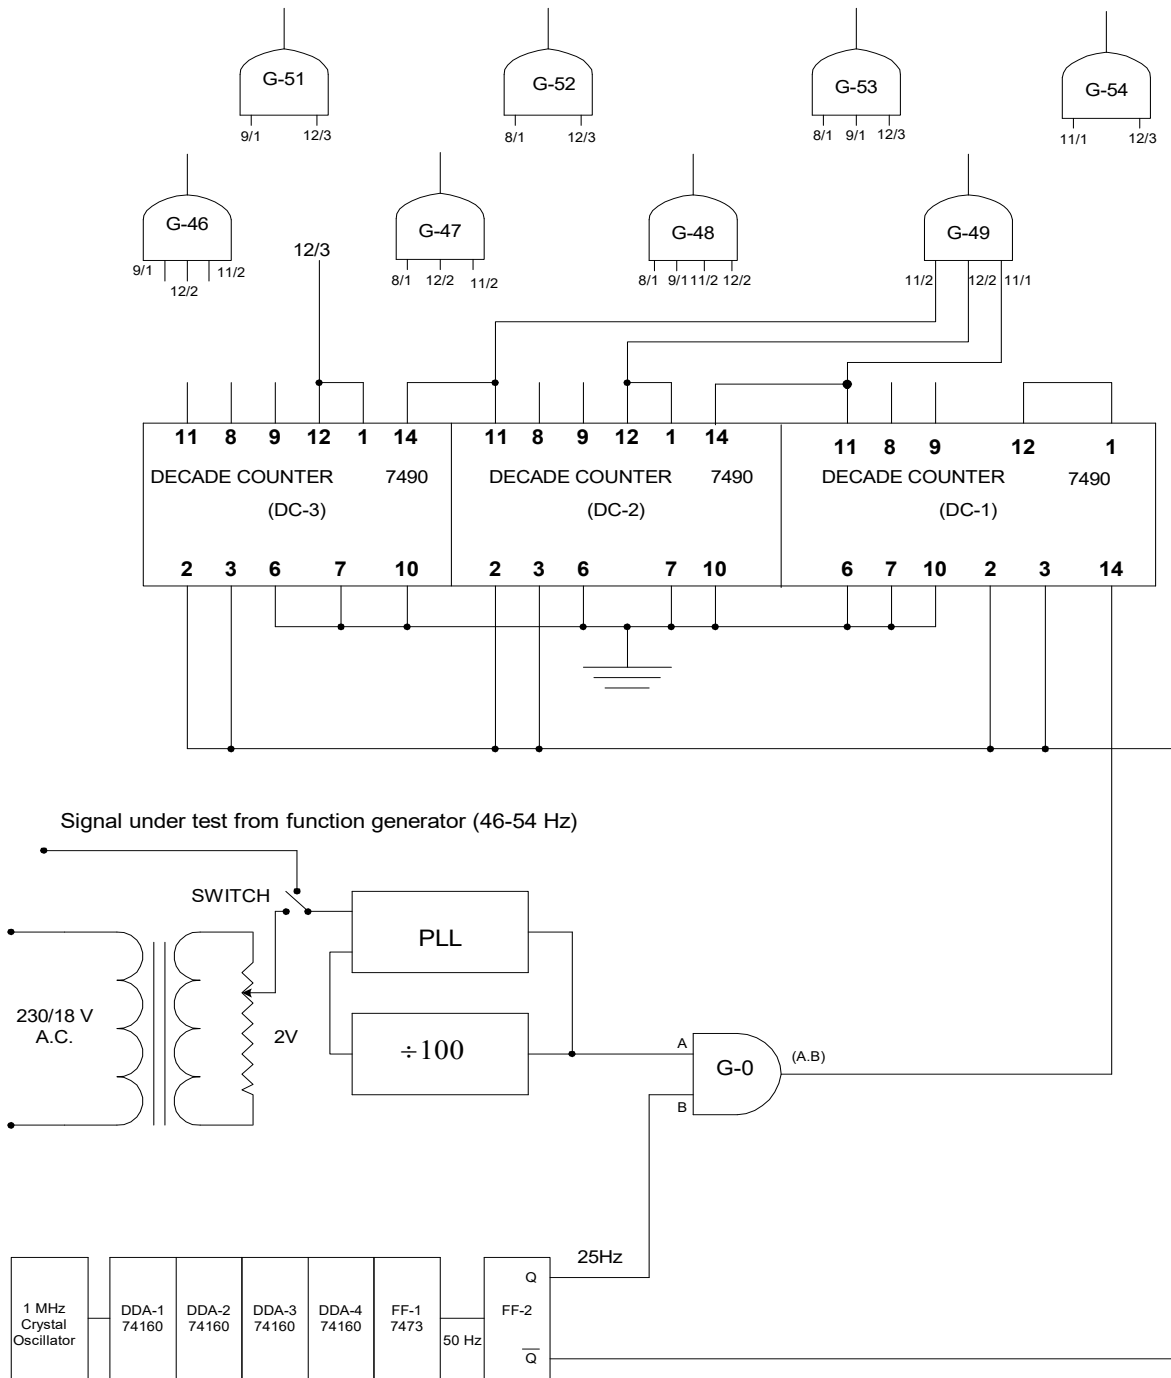 G-51
G-52
G-53
G-54
9/1 12/3
8/1 12/3
8/1 9/1 12/3
11/1 12/3
G-46
G-47
G-48
G-49
12/3
9/1 12/2 11/2
8/1 12/2 11/2
8/1 9/1 11/2 12/2
11/2 12/2 11/1
11 8 9 12 1 14
11 8 9 12 1 14
11 8 9 12 1
DECADE COUNTER 7490
(DC-3)
DECADE COUNTER 7490
(DC-2)
DECADE COUNTER 7490
(DC-1)
2 3 6 7 10
2 3 6 7 10
6 7 10 2 3 14
Signal under test from function generator (46-54 Hz)
SWITCH
PLL
230/18 V
A.C.
2V
÷100
A
B
G-0
(A.B)
25Hz
1 MHz
Crystal
Oscillator
DDA-1
74160
DDA-2
74160
DDA-3
74160
DDA-4
74160
FF-1
7473
50 Hz
Q
FF-2
Q̅